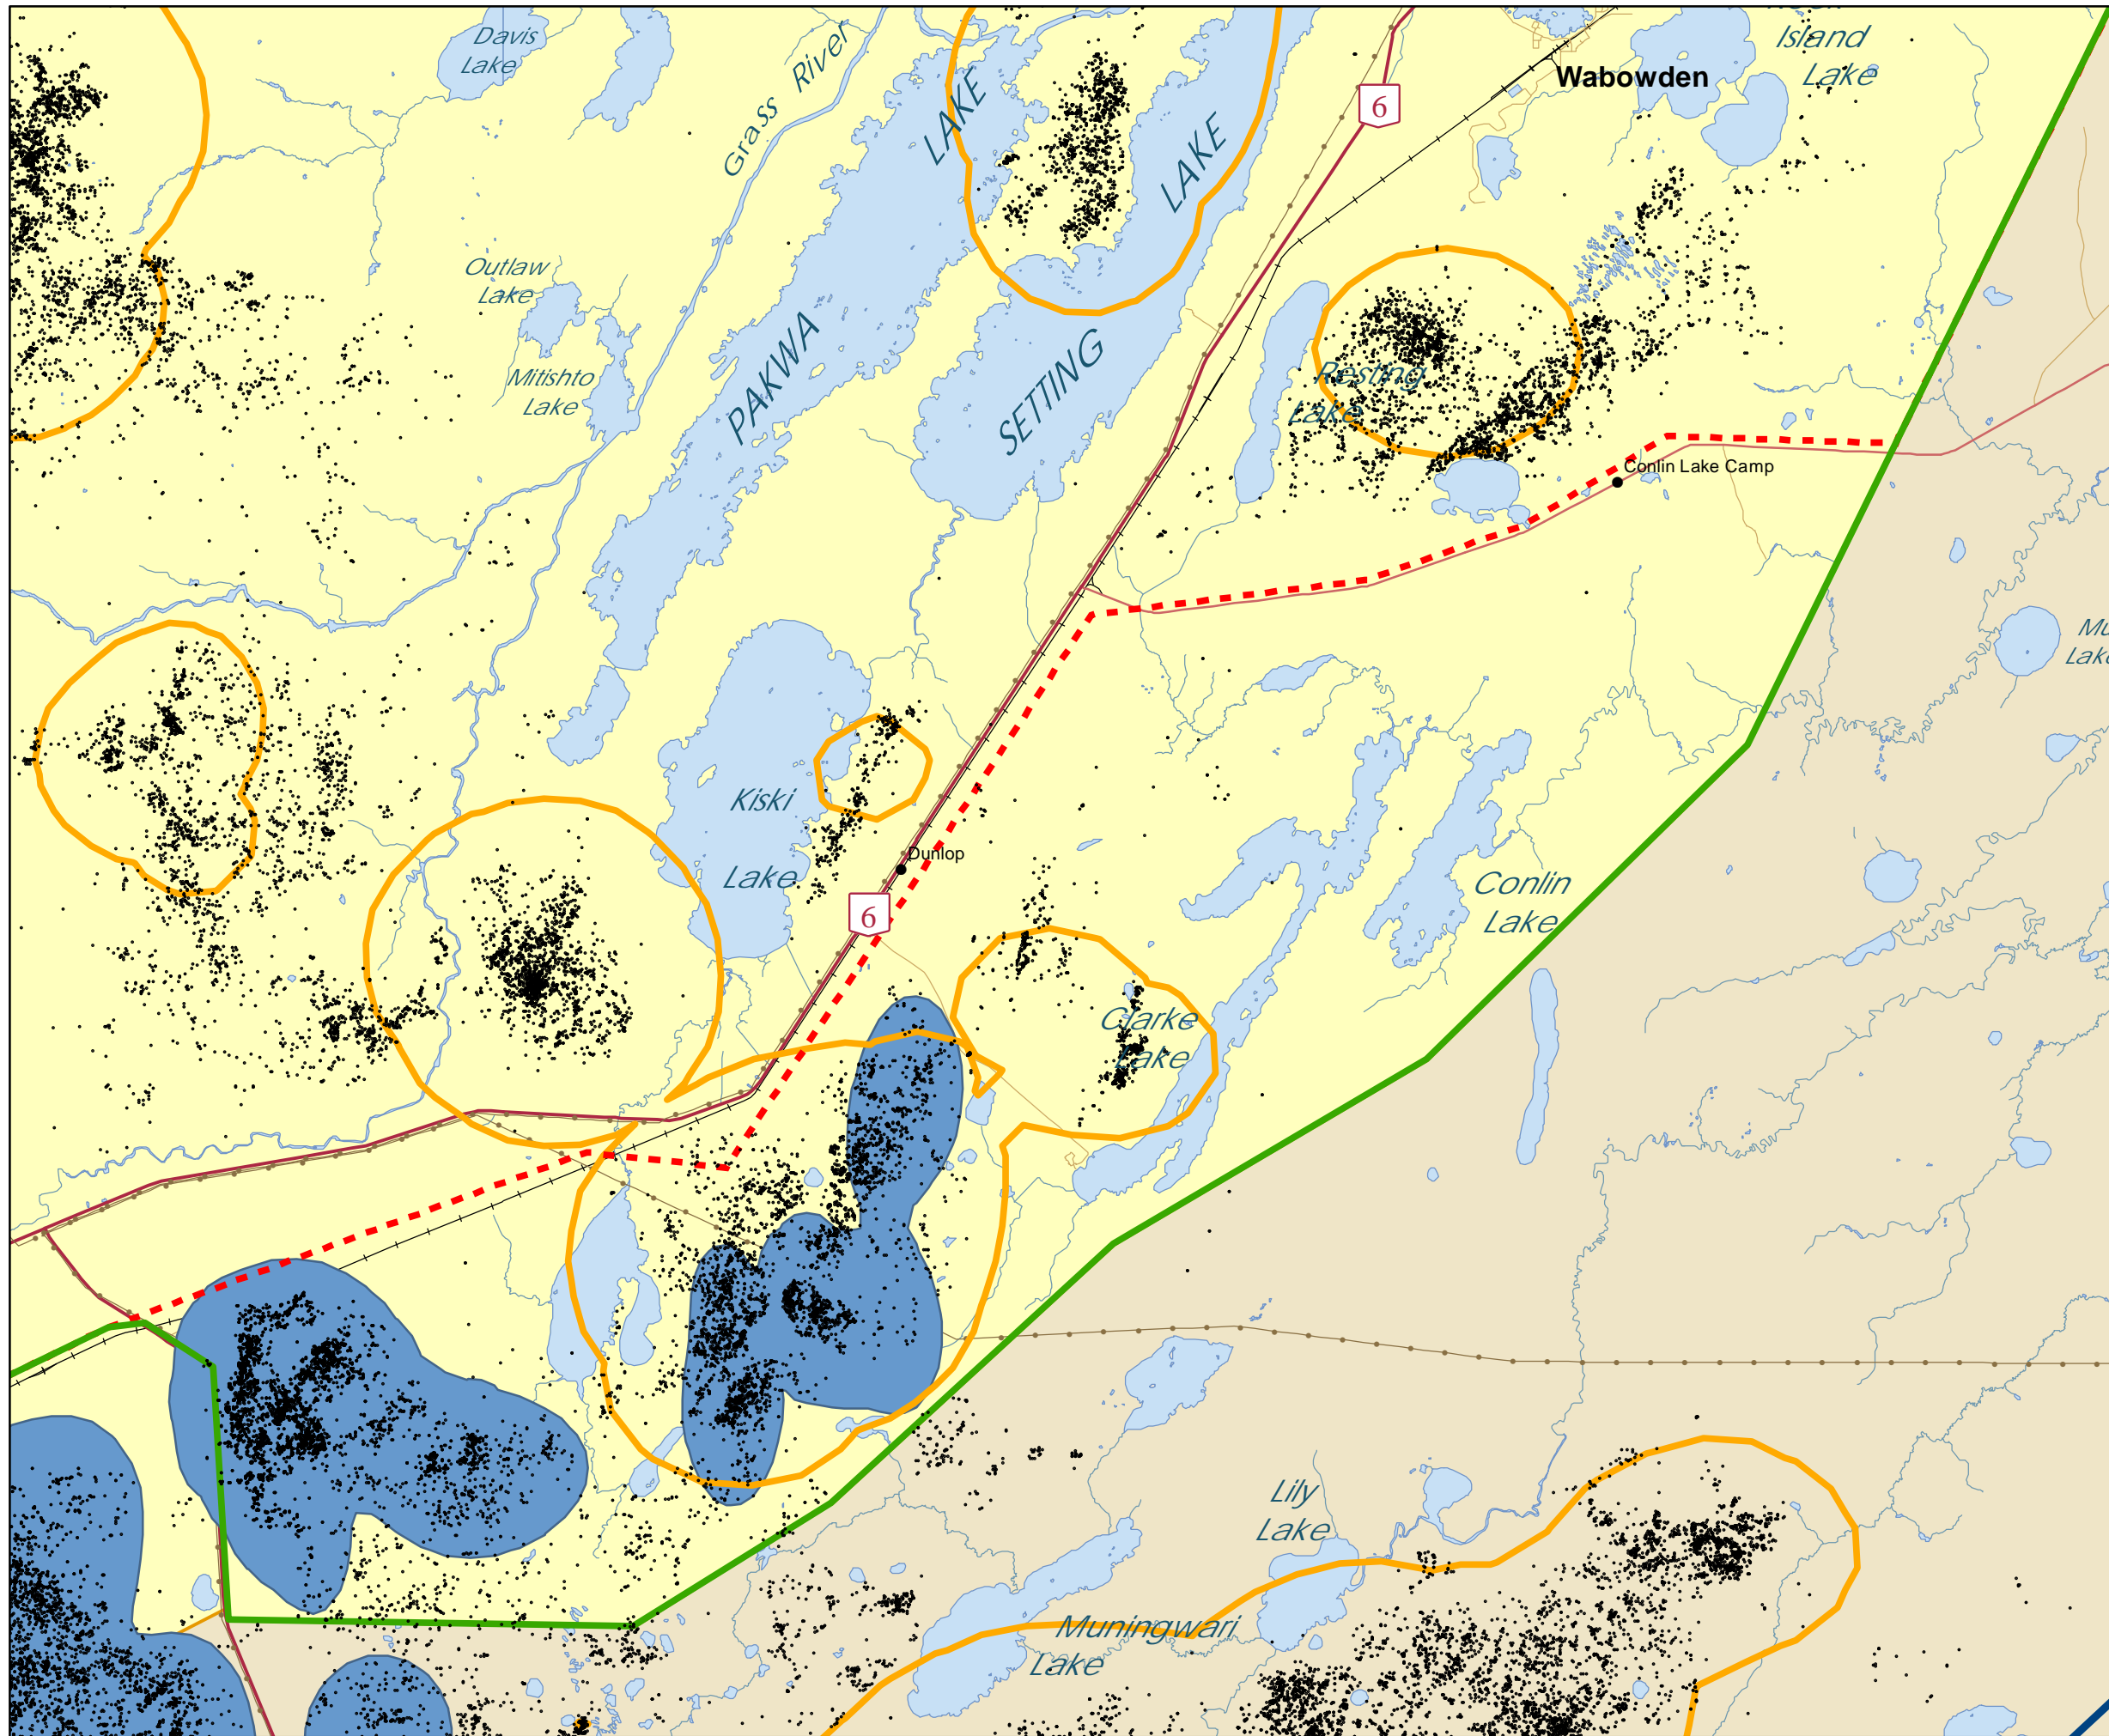 Davis
Lake
Grass River
LAKE
LAKE
6
Wabowden
Island
Lake
Outlaw
Lake
Mitishto
Lake
PAKWA
SETTING
Resting
Lake
Conlin Lake Camp
Lake
Kiski
Lake
Dunlop
6
Conlin
Lake
Clarke
Lake
Lily
Lake
Muningwari
Lake